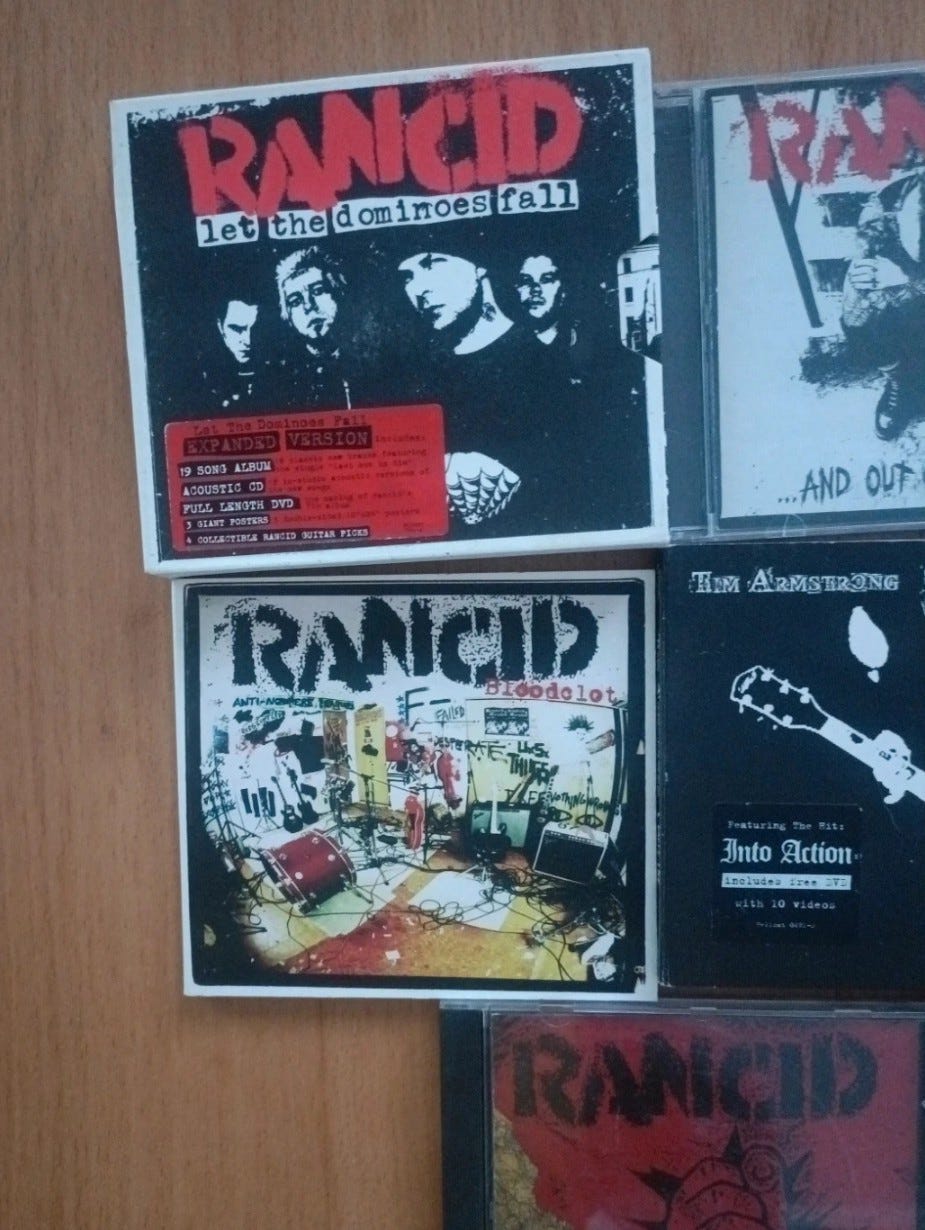 RANCID
let the dominoes fall
Let The Dominoes Fall
EXPANDED VERSION includes:
19 SONG ALBUM
ACOUSTIC CD
FULL LENGTH DVD
3 GIANT POSTERS
4 COLLECTIBLE RANCID GUITAR PICKS
RAN
...AND OUT
RANCID
Bloodclot
FAILED
TIM ARMSTRONG
Featuring The Hit:
Into Action
includes free DVD
with 10 videos
RANCID